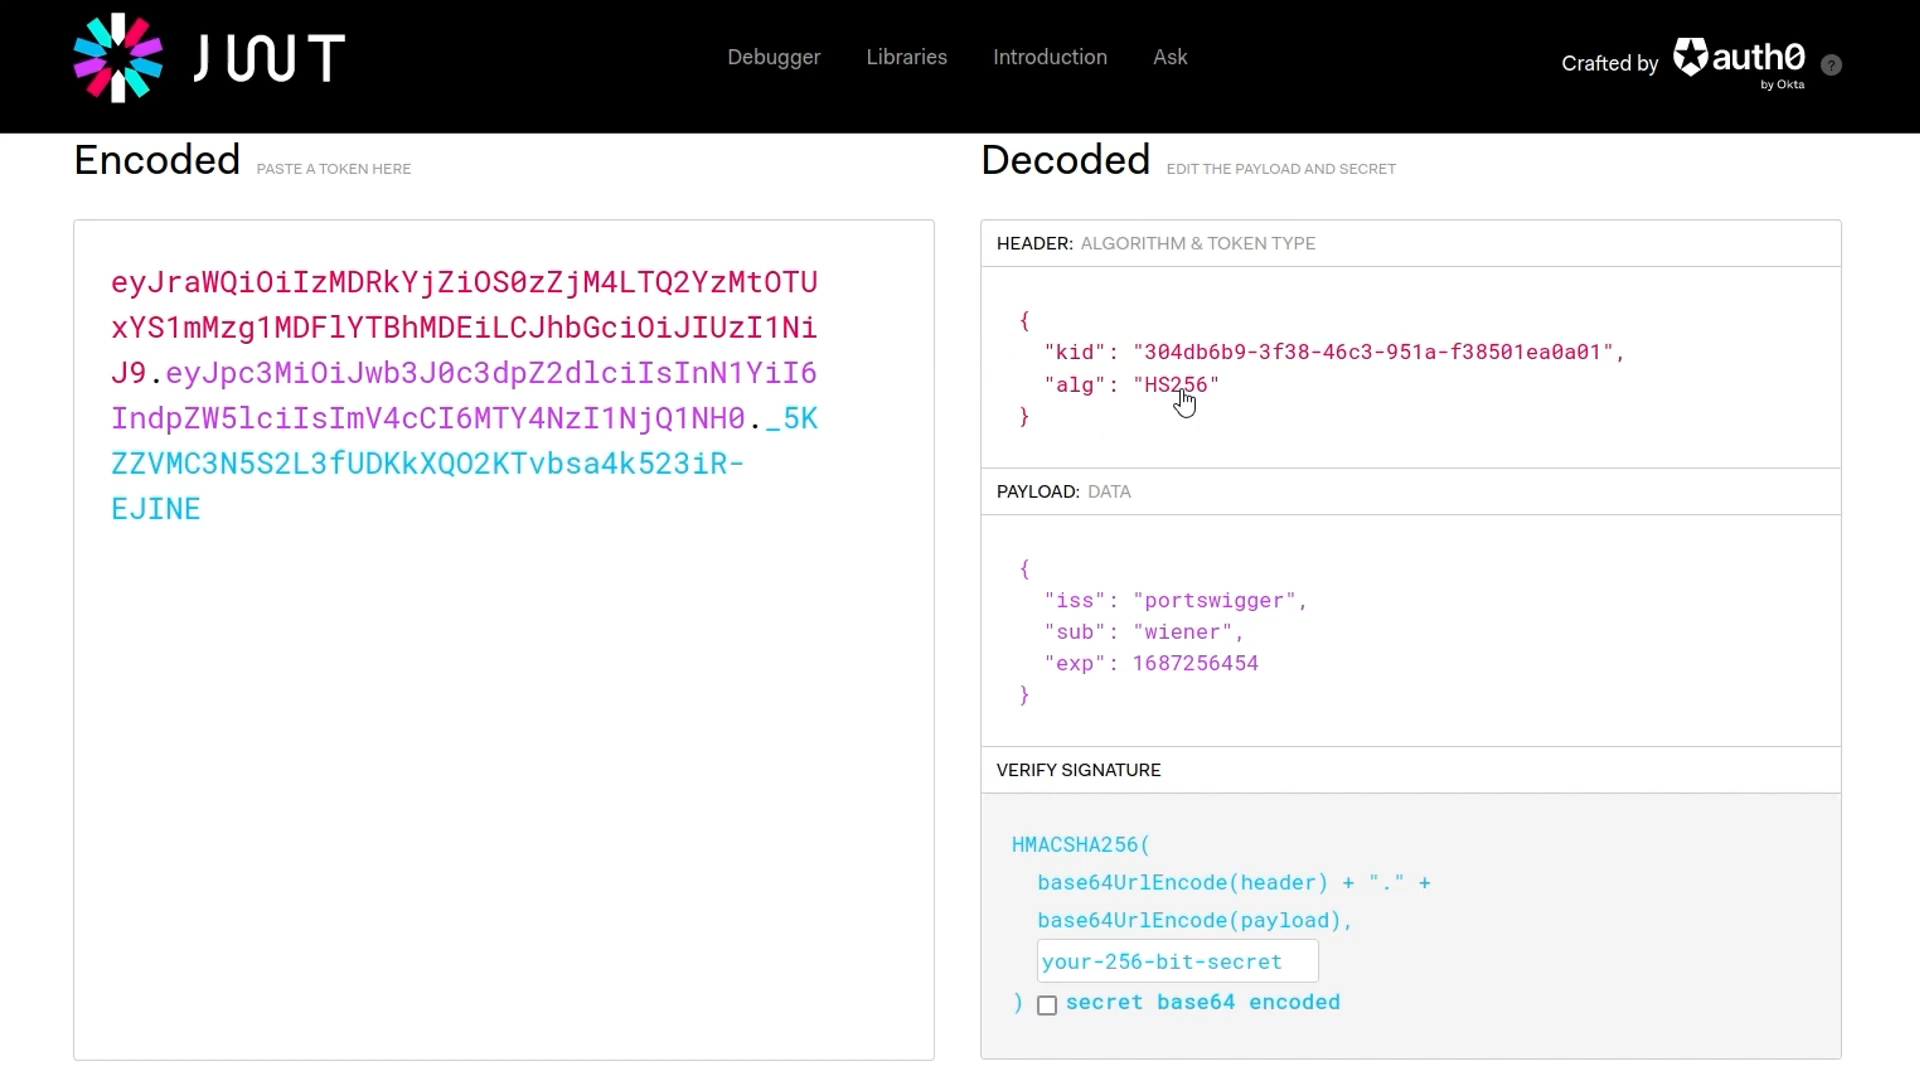 JWT
Debugger
Libraries
Introduction
Ask
Crafted by
auth0
by Okta
?
Encoded
PASTE A TOKEN HERE
eyJraWQiOiIzMDRkYjZiOS0zZjM4LTQ2YzMtOTU
xYS1mMzg1MDFlYTBhMDEiLCJhbGciOiJIUzI1Ni
J9.eyJpc3MiOiJwb3J0c3dpZ2dlciIsInN1YiI6
IndpZW5lciIsImV4cCI6MTY4NzI1NjQ1NH0._5K
ZZVMC3N5S2L3fUDKkXQO2KTvbsa4k523iR-
EJINE
Decoded
EDIT THE PAYLOAD AND SECRET
HEADER: ALGORITHM & TOKEN TYPE
{
"kid": "304db6b9-3f38-46c3-951a-f38501ea0a01",
"alg": "HS256"
}
PAYLOAD: DATA
{
"iss": "portswigger",
"sub": "wiener",
"exp": 1687256454
}
VERIFY SIGNATURE
HMACSHA256(
base64UrlEncode(header) + "." +
base64UrlEncode(payload),
your-256-bit-secret
) secret base64 encoded